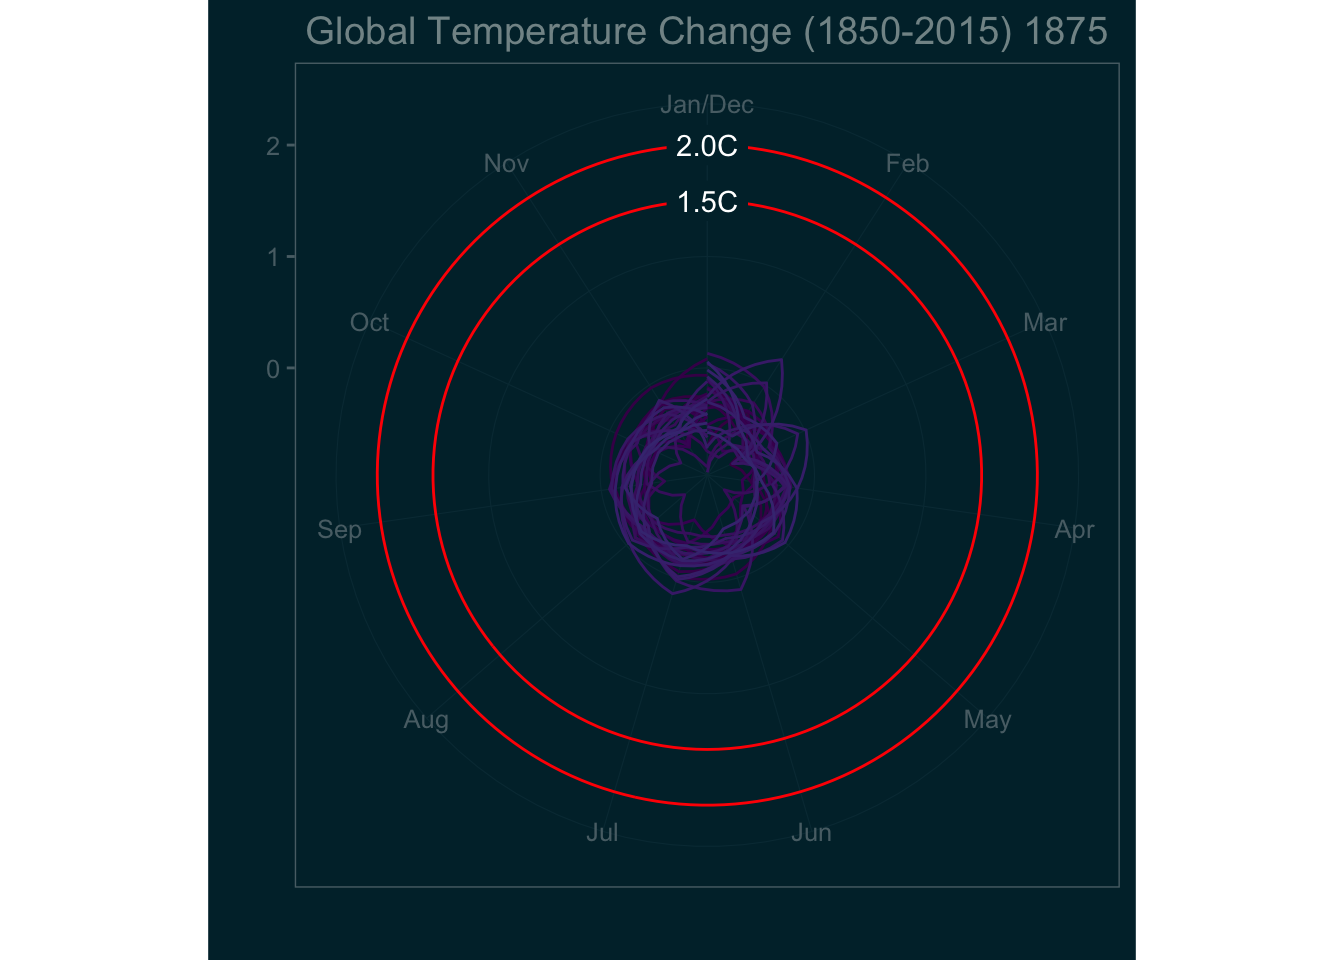 Global Temperature Change (1850-2015) 1875
Jan/Dec
2.0C
2
Nov
Feb
1.5C
1
Oct
Mar
0
Sep
Apr
Aug
May
Jul
Jun